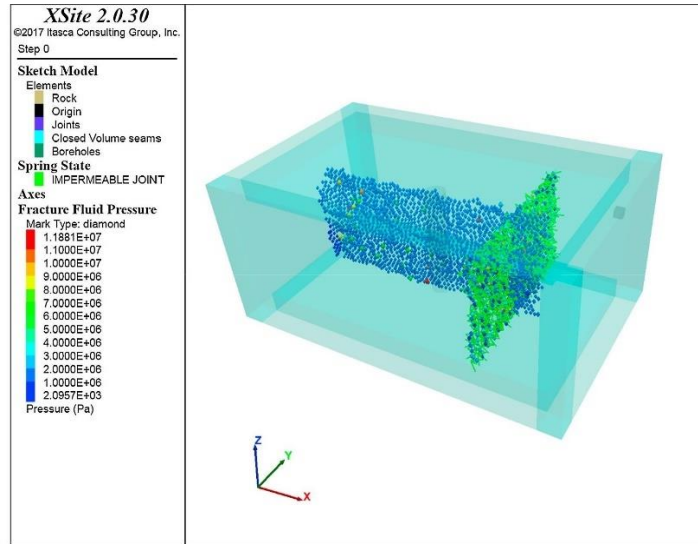 XSite 2.0.30
©2017 Itasca Consulting Group, Inc.
Step 0
Sketch Model
Elements
Rock
Origin
Joints
Closed Volume seams
Boreholes
Spring State
IMPERMEABLE JOINT
Axes
Fracture Fluid Pressure
Mark Type: diamond
1.1881E+07
1.1000E+07
1.0000E+07
9.0000E+06
8.0000E+06
7.0000E+06
6.0000E+06
5.0000E+06
4.0000E+06
3.0000E+06
2.0000E+06
1.0000E+06
2.0957E+03
Pressure (Pa)
Z
Y
X